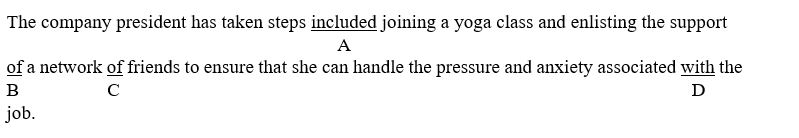 The company president has taken steps included joining a yoga class and enlisting the support
A
of a network of friends to ensure that she can handle the pressure and anxiety associated with the
B C D
job.